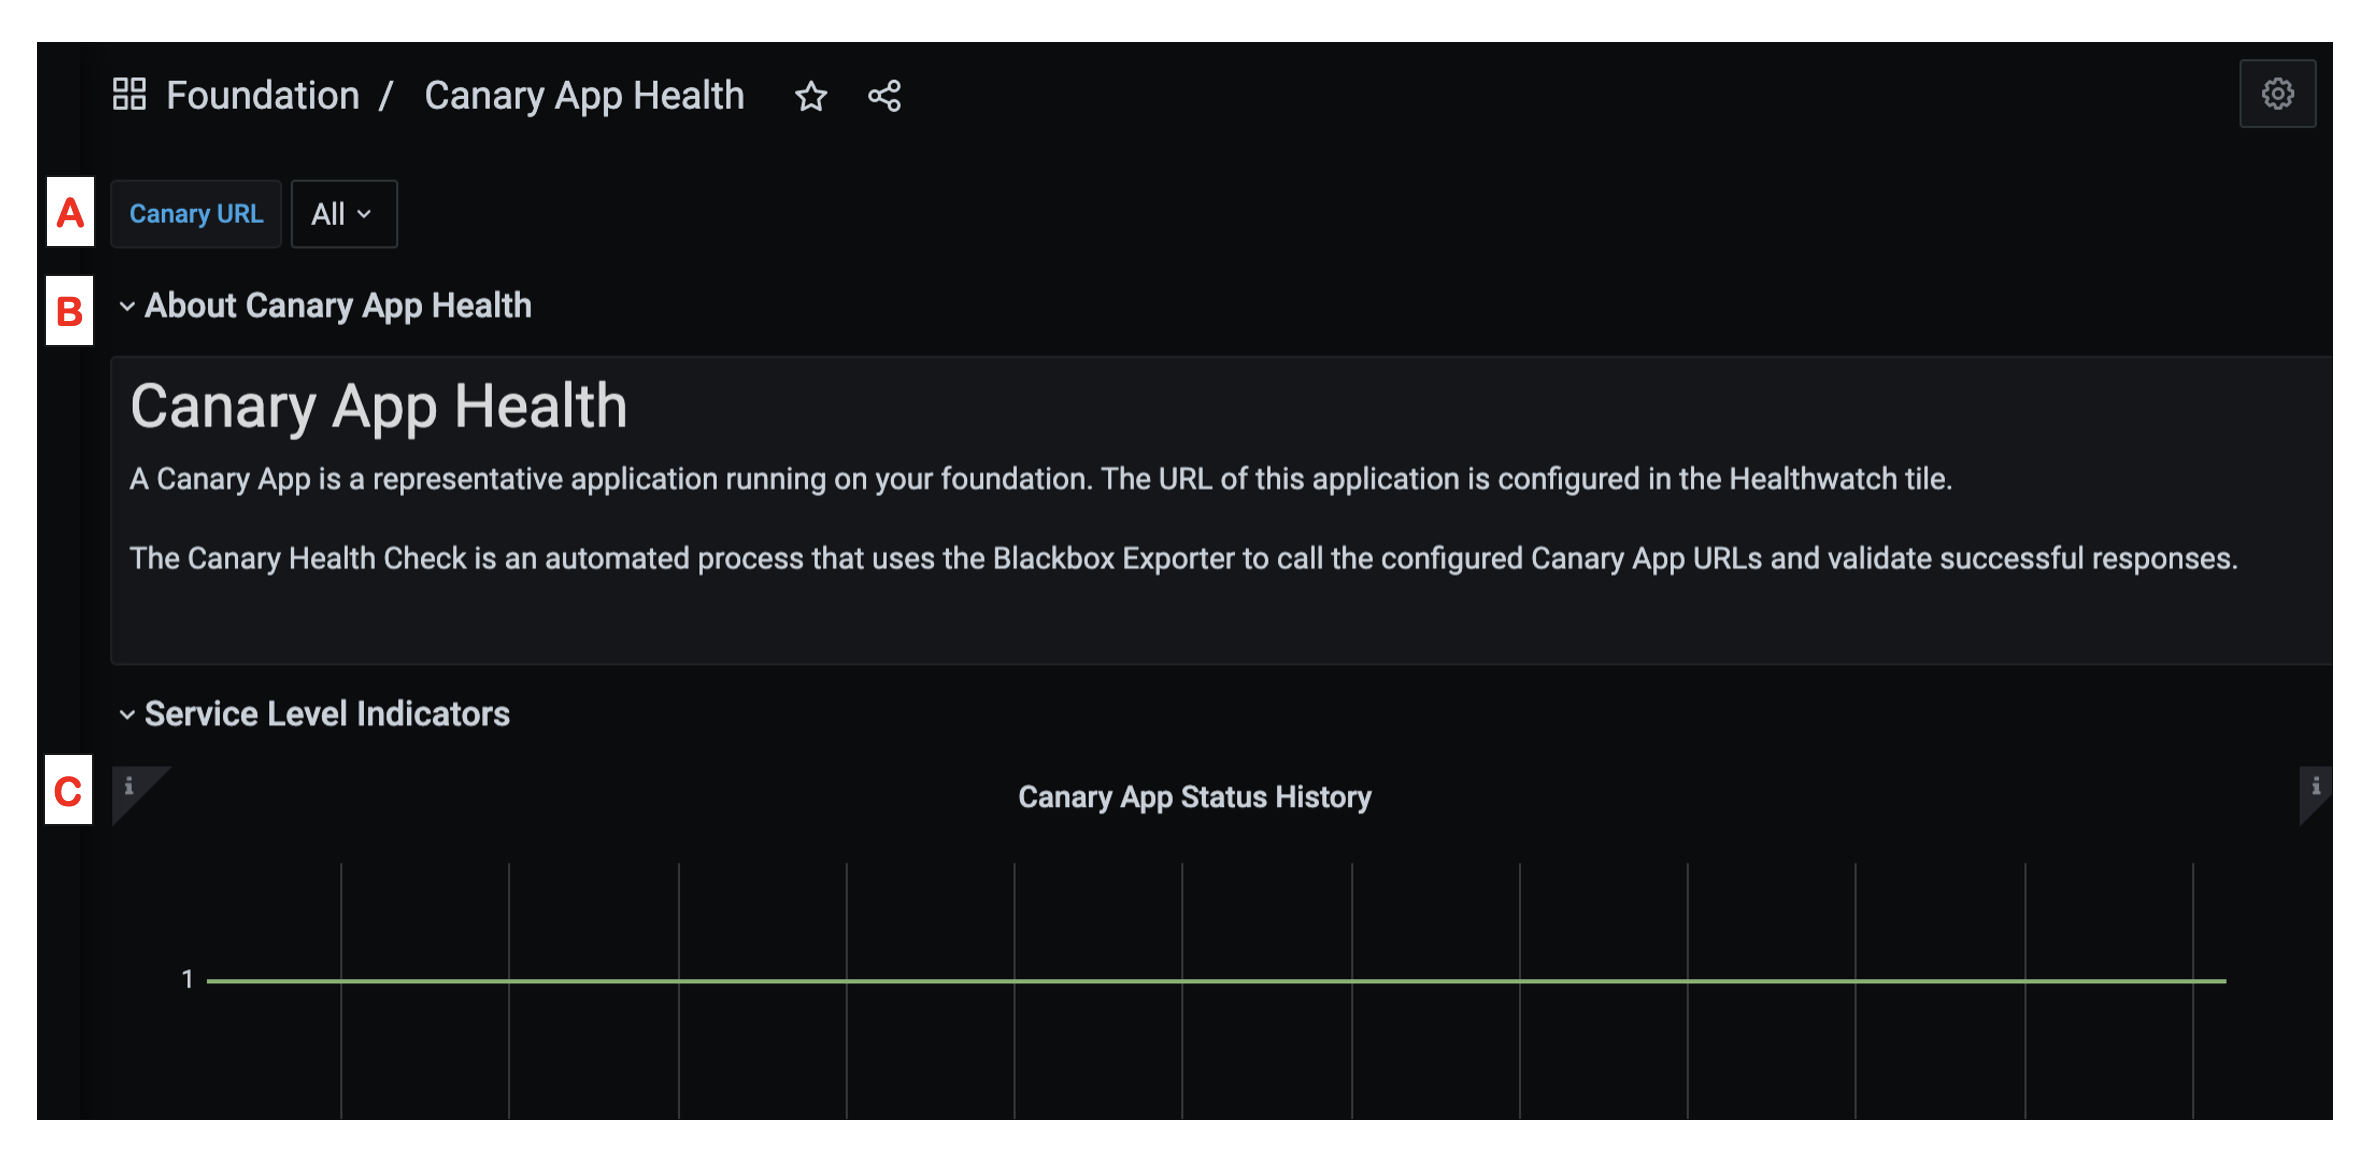 Foundation / Canary App Health
A
Canary URL All
B
About Canary App Health
Canary App Health
A Canary App is a representative application running on your foundation. The URL of this application is configured in the Healthwatch tile.
The Canary Health Check is an automated process that uses the Blackbox Exporter to call the configured Canary App URLs and validate successful responses.
Service Level Indicators
C
i Canary App Status History i
1